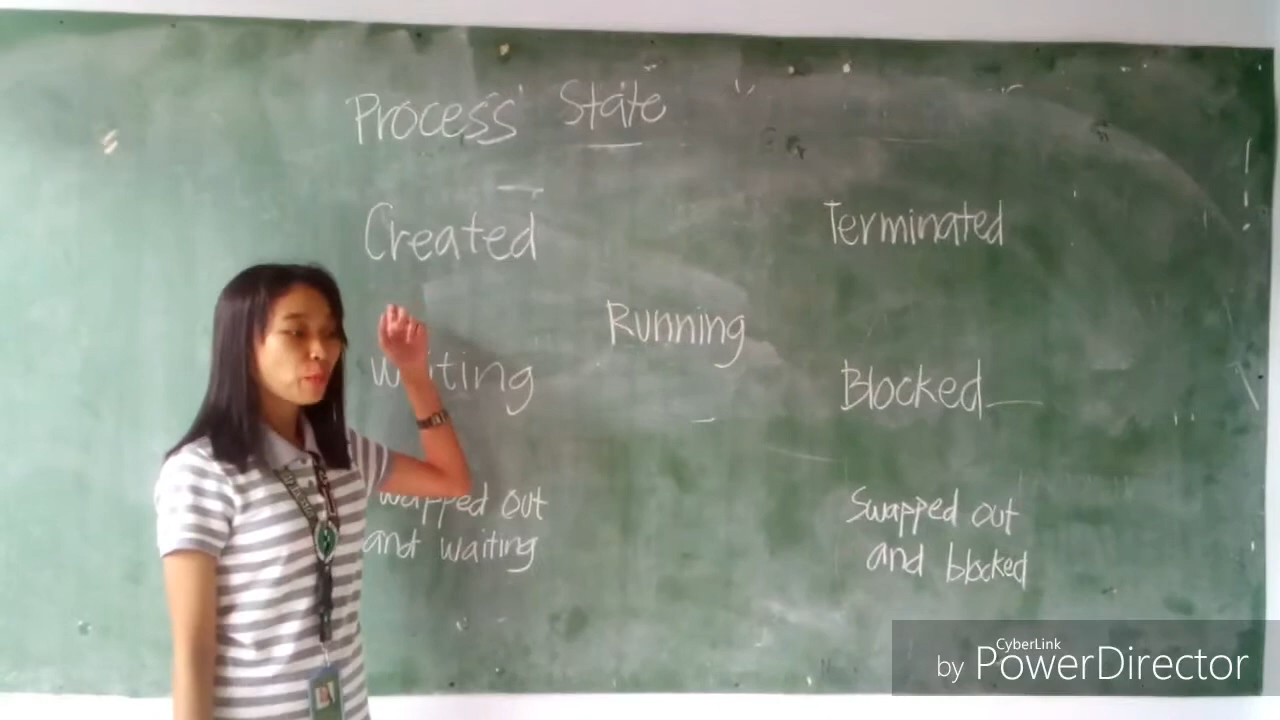 Process' State
Created
Terminated
Running
Waiting
Blocked
Swapped out
and waiting
Swapped out
and blocked
CyberLink
by PowerDirector